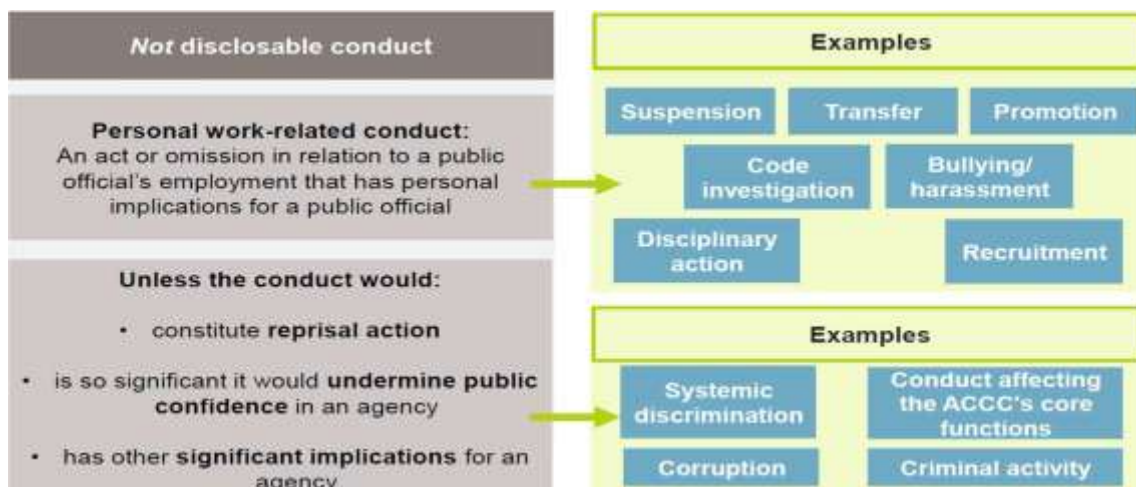 Not disclosable conduct
Personal work-related conduct:
An act or omission in relation to a public
official's employment that has personal
implications for a public official
Unless the conduct would:
• constitute reprisal action
• is so significant it would undermine public
confidence in an agency
• has other significant implications for an
agency
Examples
Suspension
Transfer
Promotion
Code
investigation
Bullying/
harassment
Disciplinary
action
Recruitment
Examples
Systemic
discrimination
Conduct affecting
the ACCC's core
functions
Corruption
Criminal activity